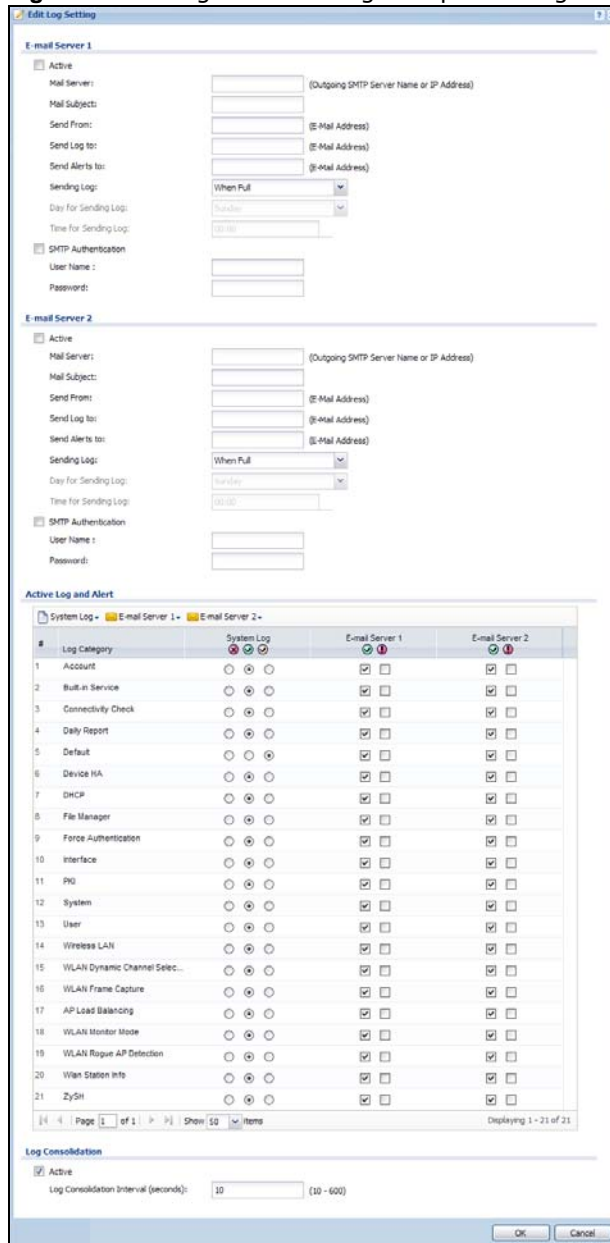 Edit Log Setting
E-mail Server 1
Active
Mail Server: (Outgoing SMTP Server Name or IP Address)
Mail Subject:
Send From: (E-Mail Address)
Send Log to: (E-Mail Address)
Send Alerts to: (E-Mail Address)
Sending Log: When Full
Day for Sending Log: Sunday
Time for Sending Log: 00:00
SMTP Authentication
User Name :
Password:
E-mail Server 2
Active
Mail Server: (Outgoing SMTP Server Name or IP Address)
Mail Subject:
Send From: (E-Mail Address)
Send Log to: (E-Mail Address)
Send Alerts to: (E-Mail Address)
Sending Log: When Full
Day for Sending Log: Sunday
Time for Sending Log: 00:00
SMTP Authentication
User Name :
Password:
Active Log and Alert
System Log E-mail Server 1 E-mail Server 2
# Log Category System Log E-mail Server 1 E-mail Server 2
1 Account
2 Built-in Service
3 Connectivity Check
4 Daily Report
5 Default
6 Device HA
7 DHCP
8 File Manager
9 Force Authentication
10 Interface
11 PKI
12 System
13 User
14 Wireless LAN
15 WLAN Dynamic Channel Selec...
16 WLAN Frame Capture
17 AP Load Balancing
18 WLAN Monitor Mode
19 WLAN Rogue AP Detection
20 Wlan Station Info
21 ZySH
Page 1 of 1 Show 50 items Displaying 1 - 21 of 21
Log Consolidation
Active
Log Consolidation Interval (seconds): 10 (10 - 600)
OK Cancel